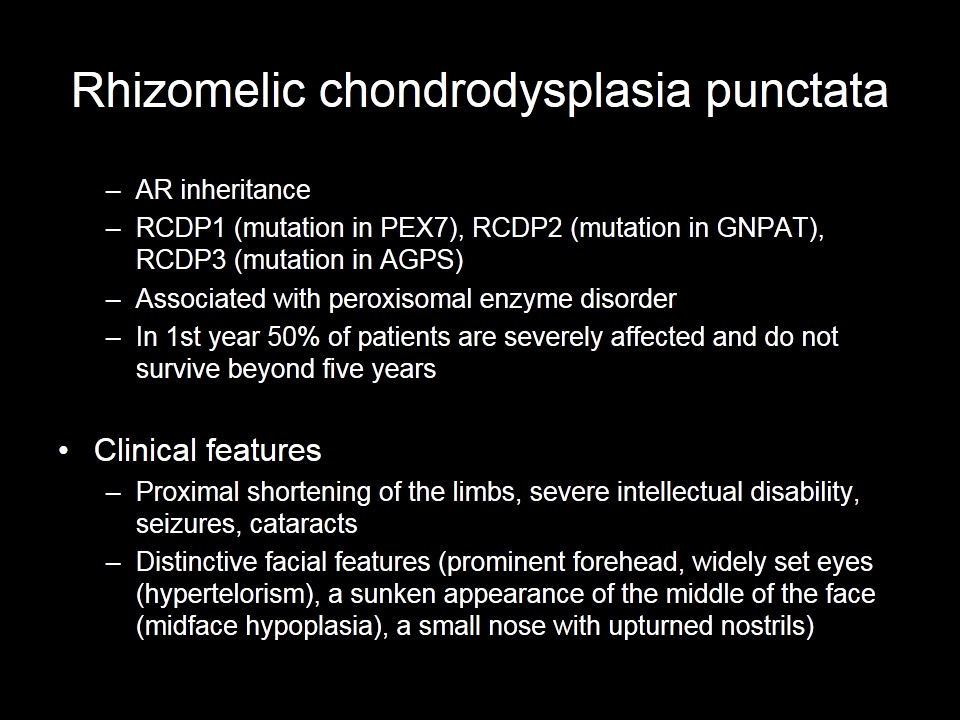 Rhizomelic chondrodysplasia punctata
– AR inheritance
– RCDP1 (mutation in PEX7), RCDP2 (mutation in GNPAT),
RCDP3 (mutation in AGPS)
– Associated with peroxisomal enzyme disorder
– In 1st year 50% of patients are severely affected and do not
survive beyond five years
• Clinical features
– Proximal shortening of the limbs, severe intellectual disability,
seizures, cataracts
– Distinctive facial features (prominent forehead, widely set eyes
(hypertelorism), a sunken appearance of the middle of the face
(midface hypoplasia), a small nose with upturned nostrils)